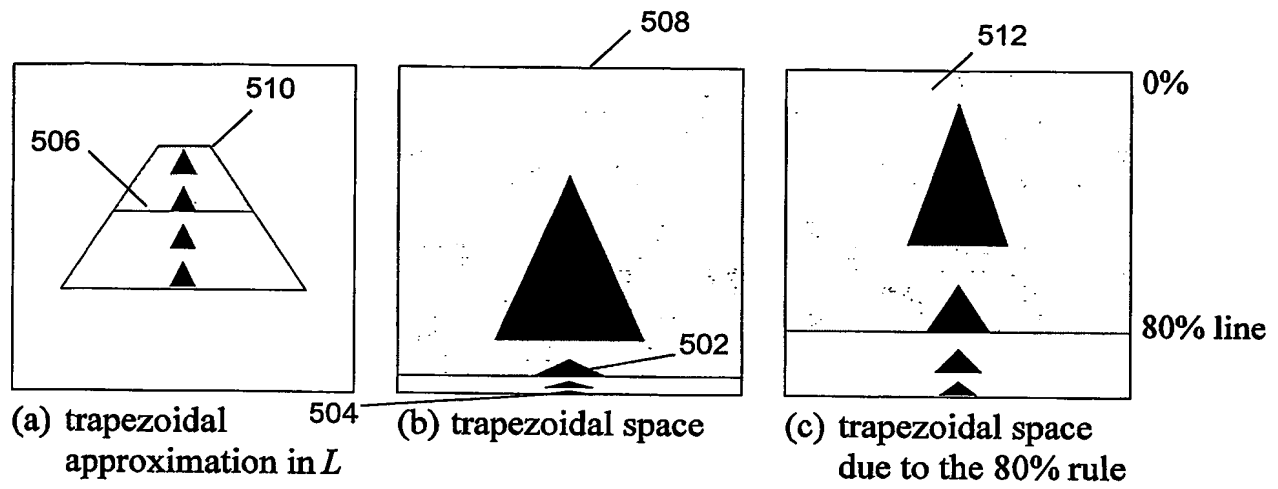 508
512
510
506
0%
502
80% line
504
(a) trapezoidal
approximation in L
(b) trapezoidal space
(c) trapezoidal space
due to the 80% rule